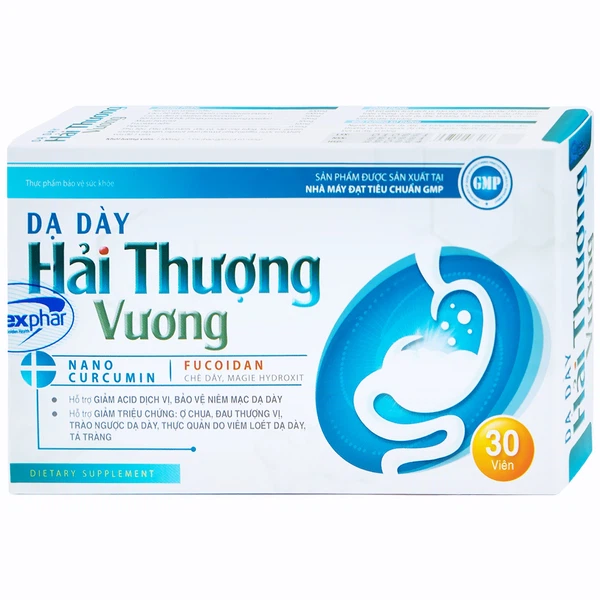 Thực phẩm bảo vệ sức khỏe
SẢN PHẨM ĐƯỢC SẢN XUẤT TẠI
NHÀ MÁY ĐẠT TIÊU CHUẨN GMP
GMP
DẠ DÀY
Hải Thượng
Vương
exphar
NANO
CURCUMIN
FUCOIDAN
CHÈ DÂY, MAGIE HYDROXIT
Hỗ trợ GIẢM ACID DỊCH VỊ, BẢO VỆ NIÊM MẠC DẠ DÀY
Hỗ trợ GIẢM TRIỆU CHỨNG: Ợ CHUA, ĐAU THƯỢNG VỊ,
TRÀO NGƯỢC DẠ DÀY, THỰC QUẢN DO VIÊM LOÉT DẠ DÀY,
TÁ TRÀNG
30
Viên
DIETARY SUPPLEMENT
DẠ DÀY
Hải Thượng
Vương